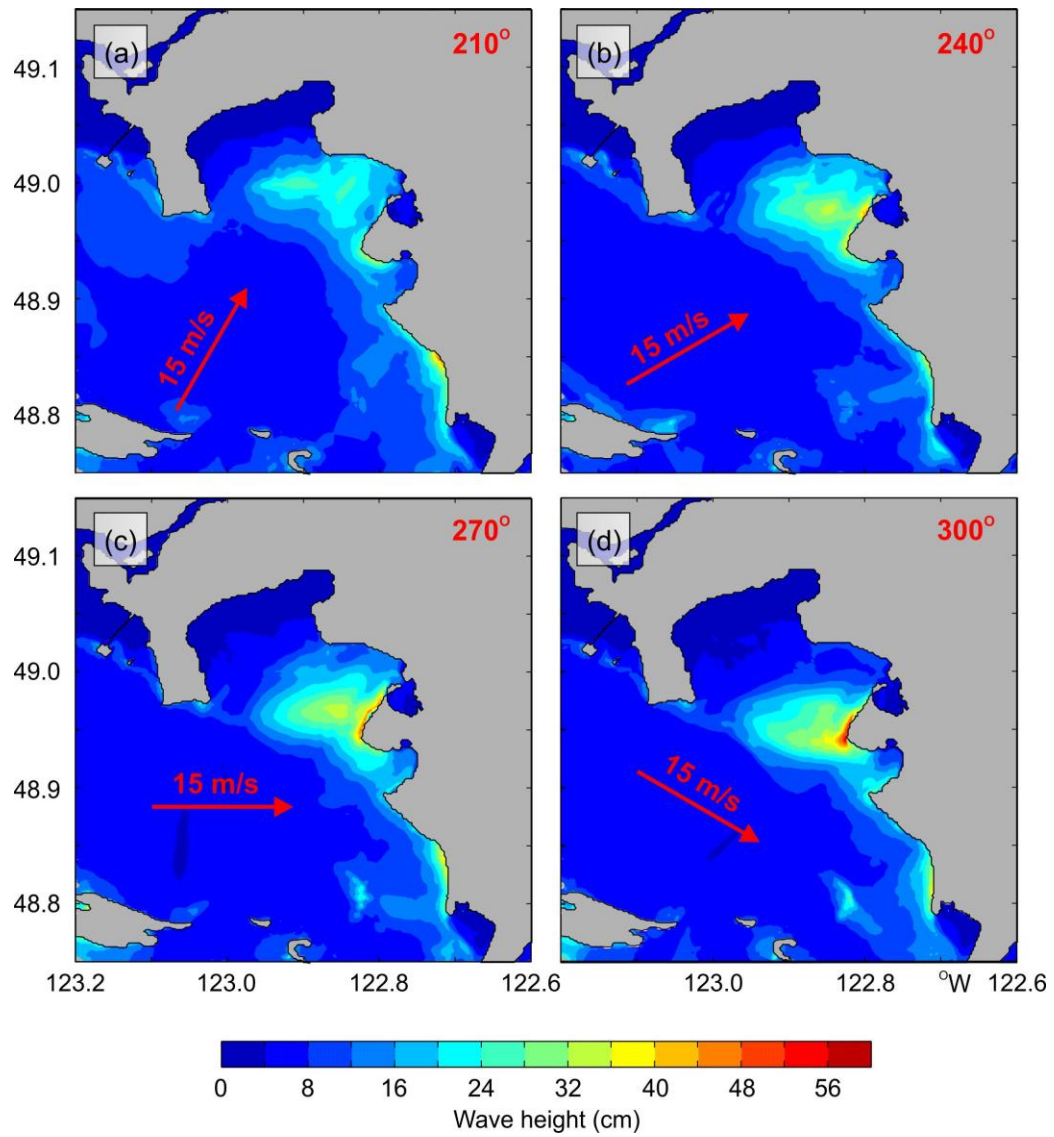 (a) 210° (b) 240°
49.1
49.0
48.9
48.8
15 m/s 15 m/s
(c) 270° (d) 300°
49.1
49.0
48.9
48.8
15 m/s 15 m/s
123.2 123.0 122.8 122.6 123.0 122.8 °W 122.6
0 8 16 24 32 40 48 56
Wave height (cm)